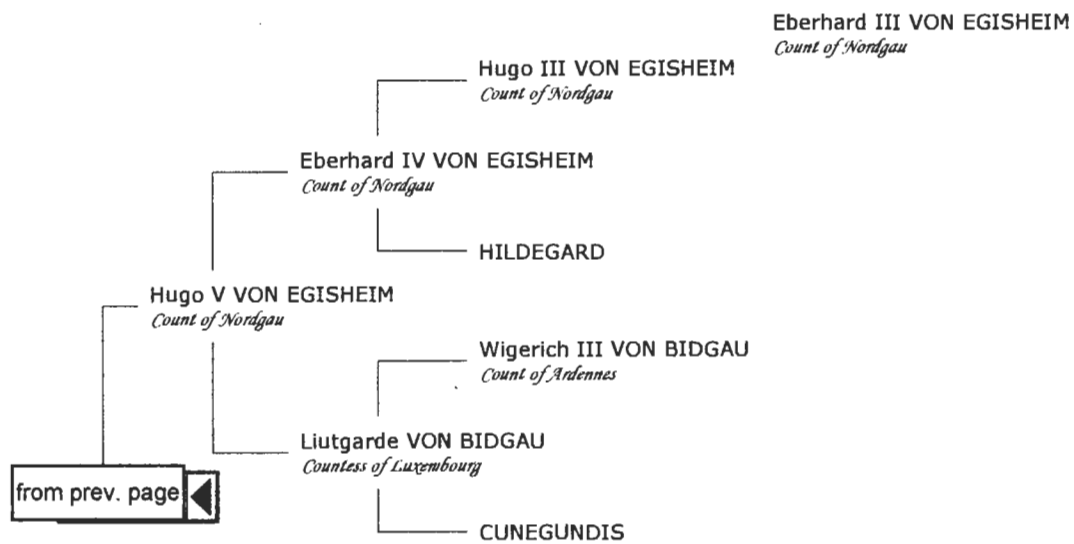 Eberhard III VON EGISHEIM
Count of Nordgau
Hugo III VON EGISHEIM
Count of Nordgau
Eberhard IV VON EGISHEIM
Count of Nordgau
HILDEGARD
Hugo V VON EGISHEIM
Count of Nordgau
Wigerich III VON BIDGAU
Count of Ardennes
Liutgarde VON BIDGAU
Countess of Luxembourg
from prev. page
CUNEGUNDIS